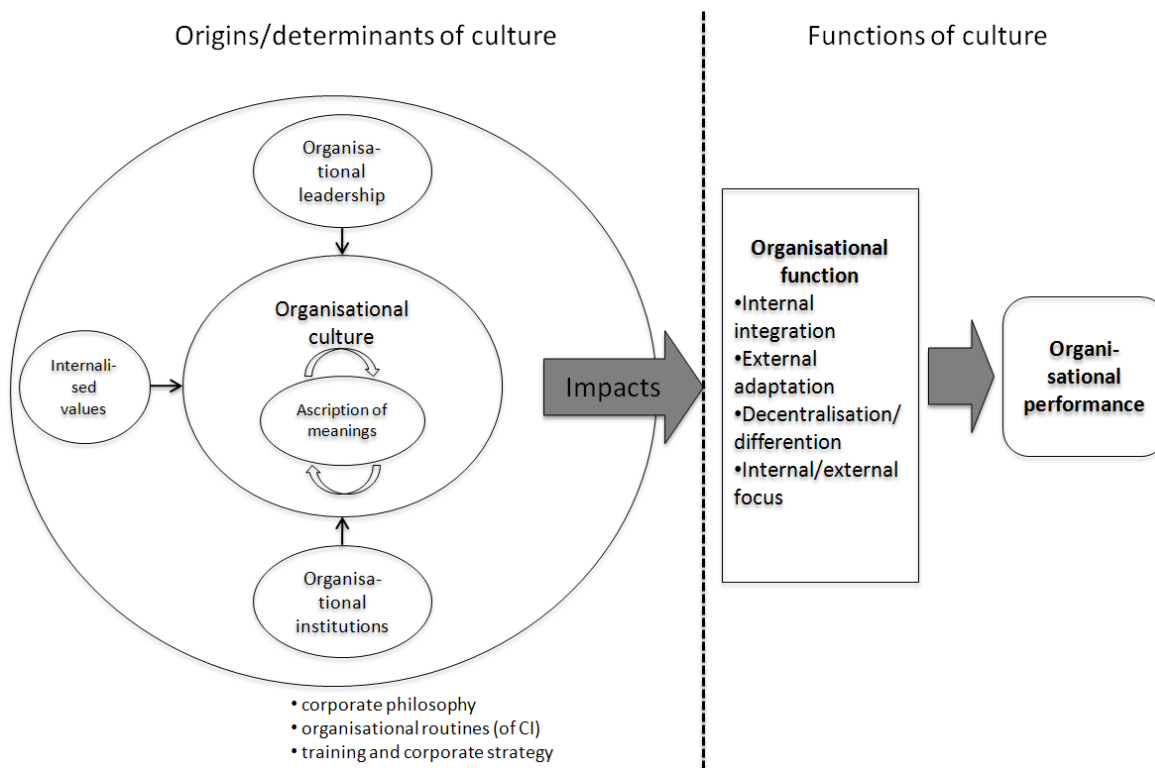 Origins/determinants of culture
Functions of culture
Organisa-
tional
leadership
Organisational
culture
Internali-
sed
values
Ascription of
meanings
Organisa-
tional
institutions
• corporate philosophy
• organisational routines (of CI)
• training and corporate strategy
Impacts
Organisational
function
•Internal
integration
•External
adaptation
•Decentralisation/
differention
•Internal/external
focus
Organi-
sational
performance